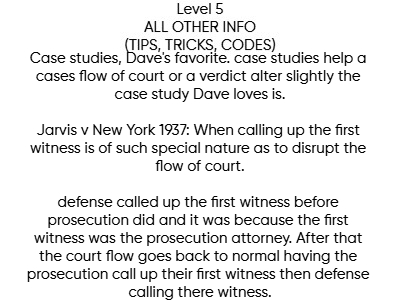 Level 5
ALL OTHER INFO
(TIPS, TRICKS, CODES)
Case studies, Dave's favorite. case studies help a
cases flow of court or a verdict alter slightly the
case study Dave loves is.
Jarvis v New York 1937: When calling up the first
witness is of such special nature as to disrupt the
flow of court.
defense called up the first witness before
prosecution did and it was because the first
witness was the prosecution attorney. After that
the court flow goes back to normal having the
prosecution call up their first witness then defense
calling there witness.